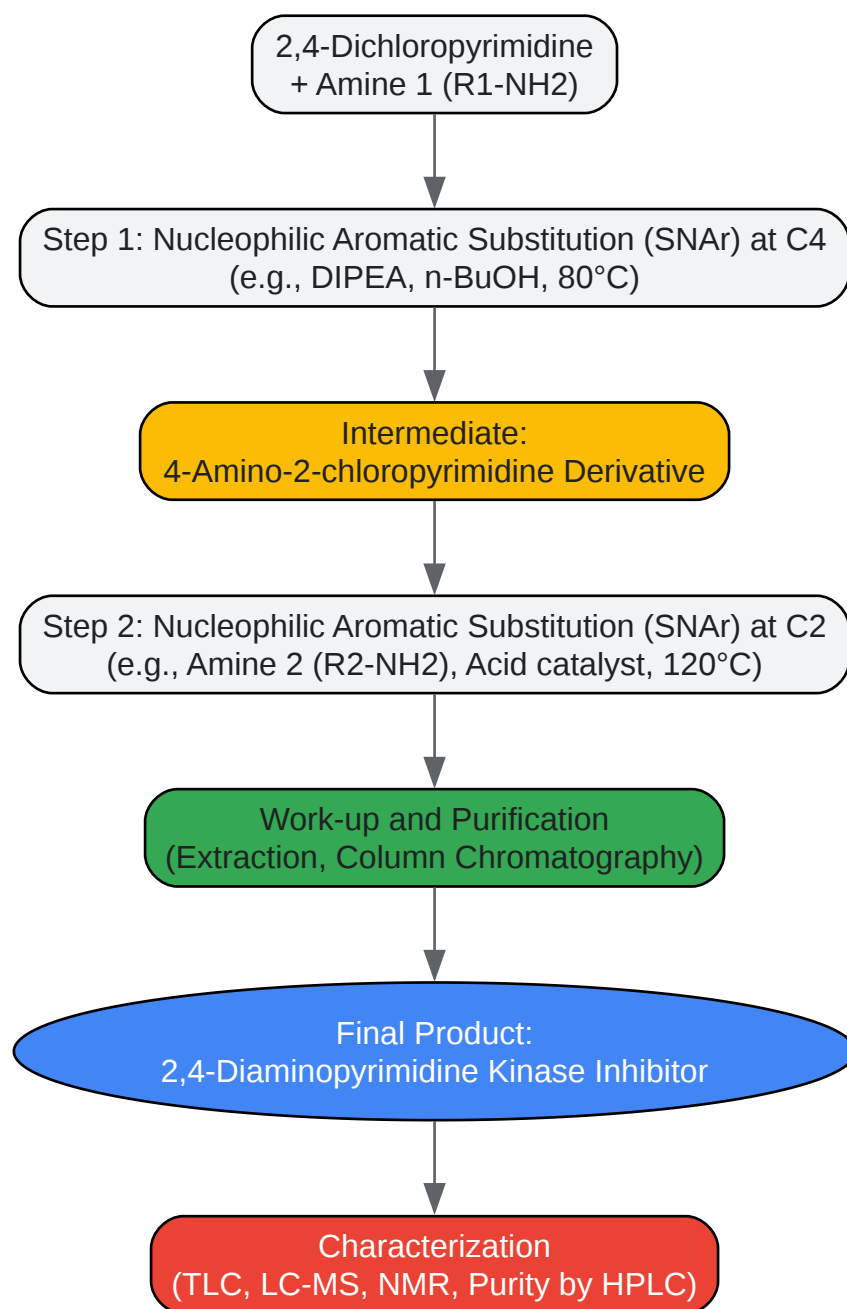 2,4-Dichloropyrimidine
+ Amine 1 (R1-NH2)
Step 1: Nucleophilic Aromatic Substitution (SNAr) at C4
(e.g., DIPEA, n-BuOH, 80°C)
Intermediate:
4-Amino-2-chloropyrimidine Derivative
Step 2: Nucleophilic Aromatic Substitution (SNAr) at C2
(e.g., Amine 2 (R2-NH2), Acid catalyst, 120°C)
Work-up and Purification
(Extraction, Column Chromatography)
Final Product:
2,4-Diaminopyrimidine Kinase Inhibitor
Characterization
(TLC, LC-MS, NMR, Purity by HPLC)